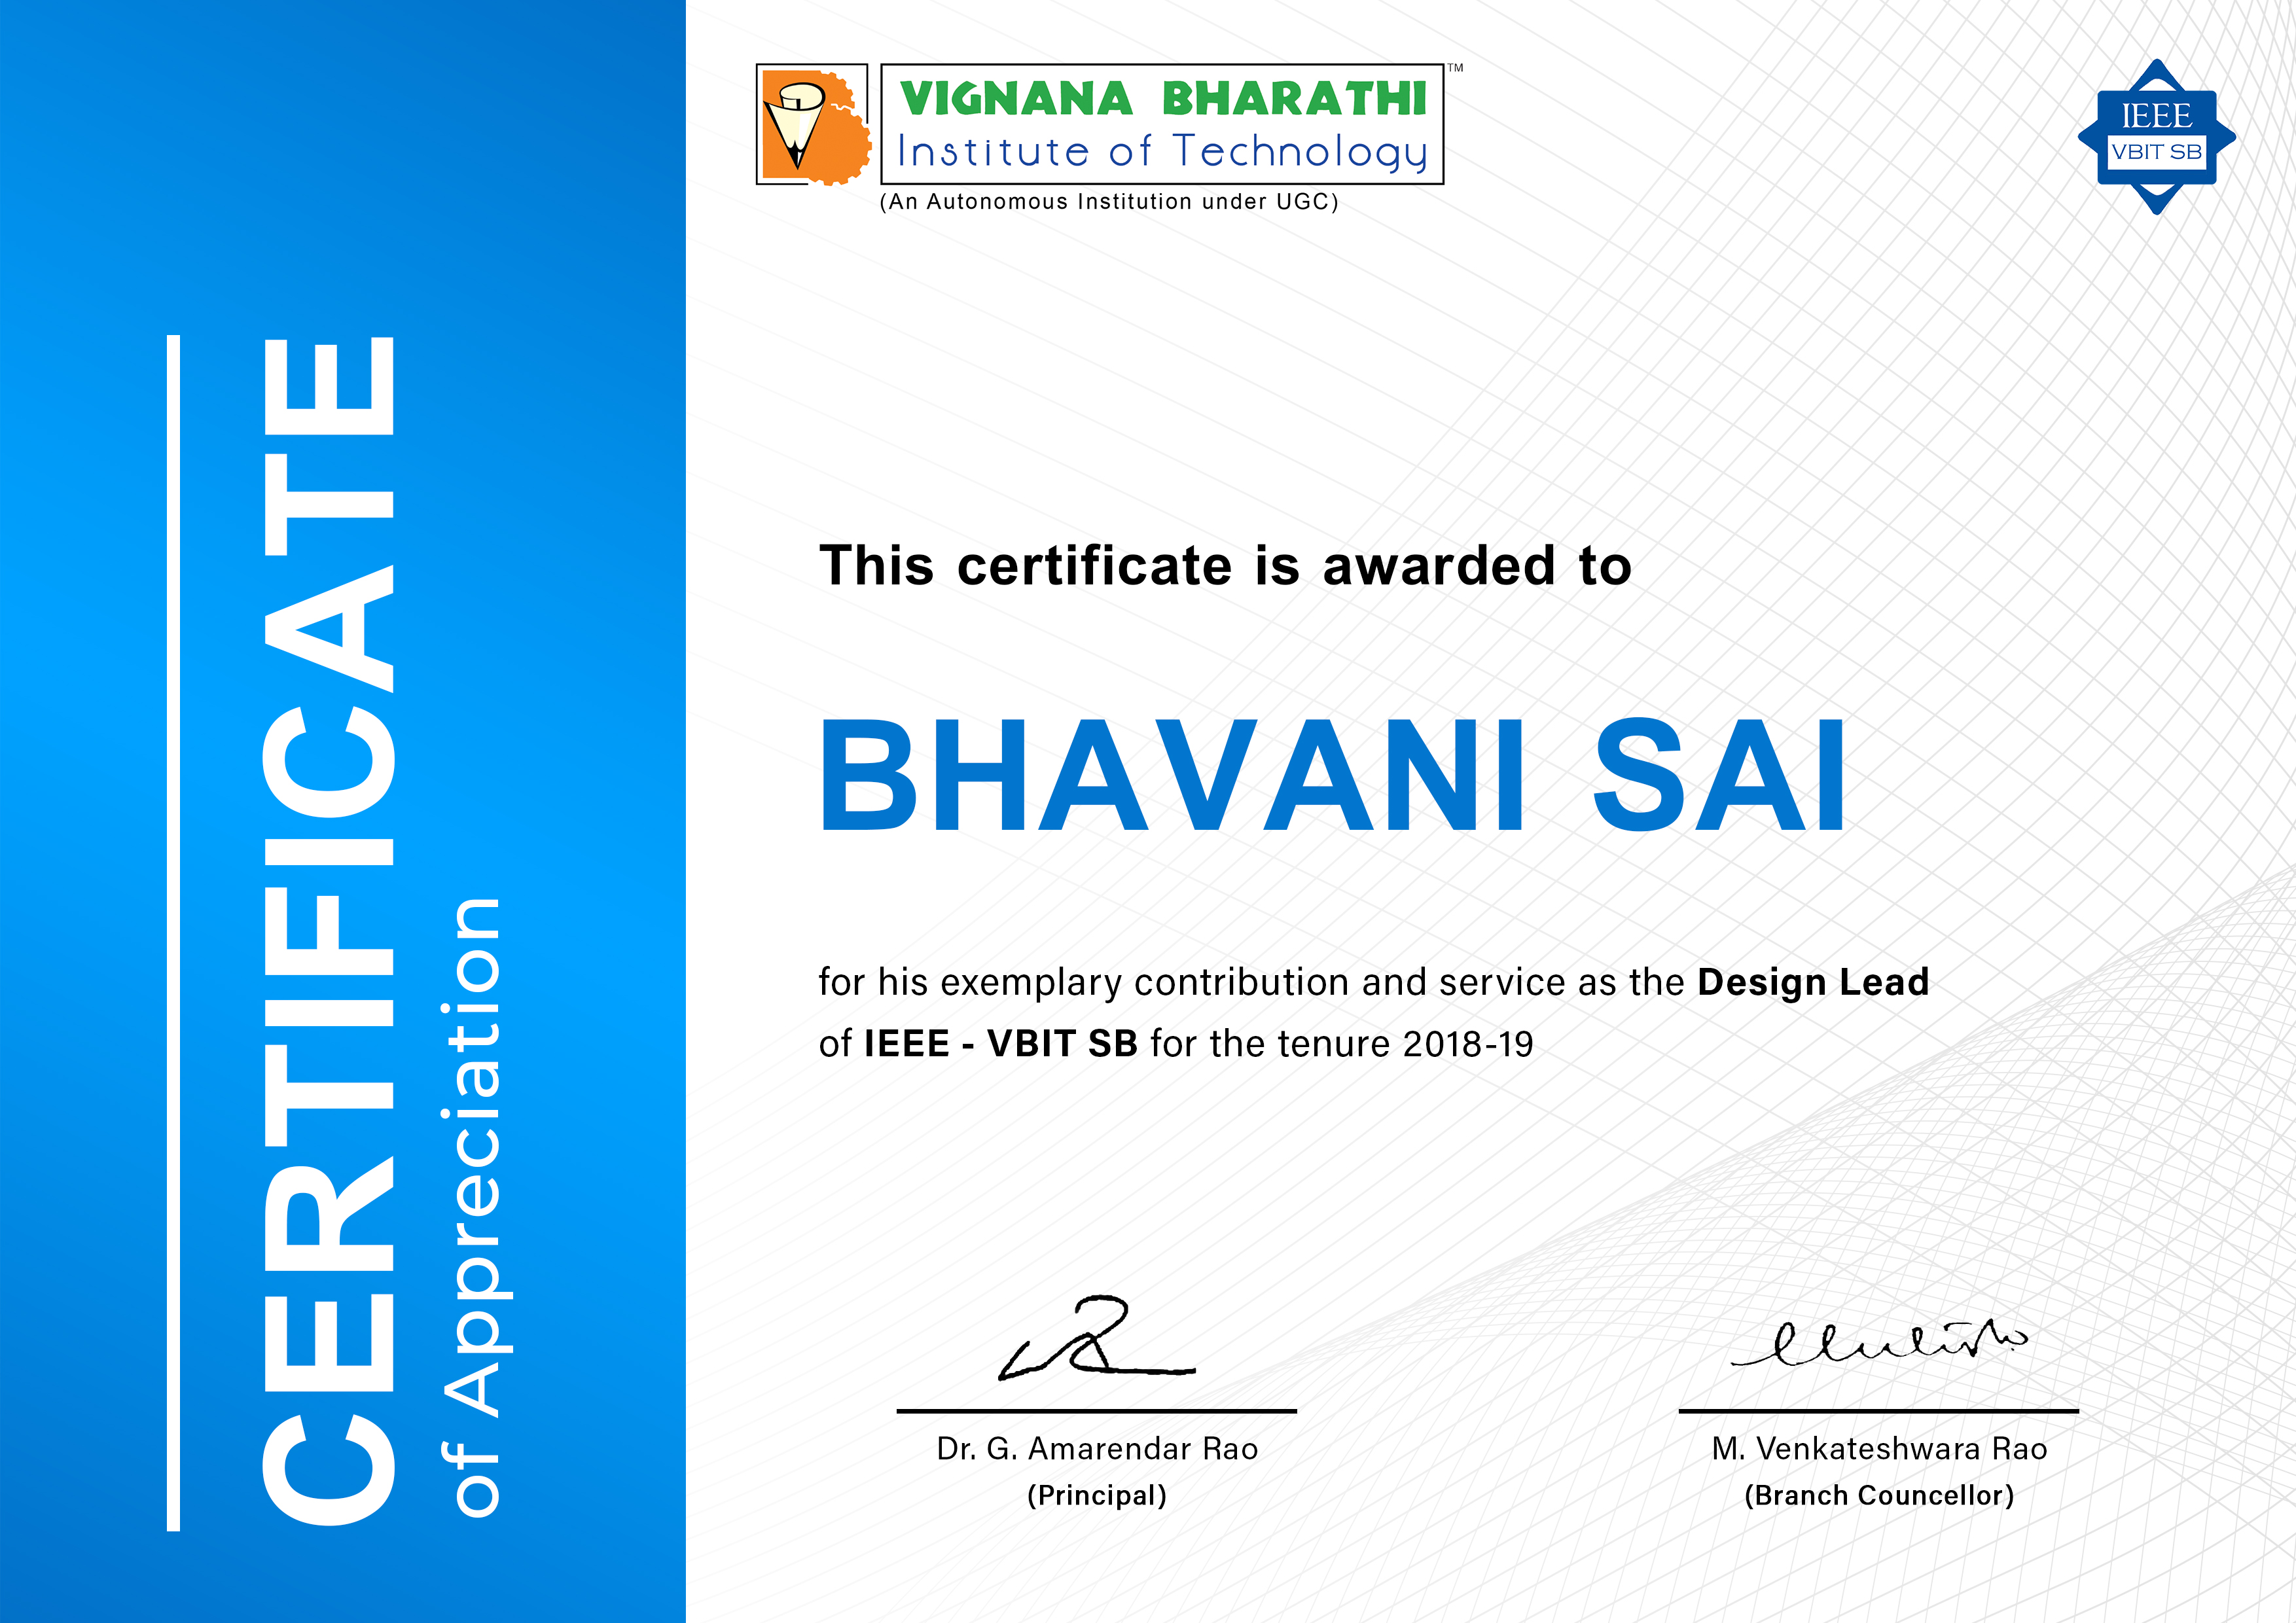 CERTIFICATE
of Appreciation
VIGNANA BHARATHI
TM
Institute of Technology
(An Autonomous Institution under UGC)
IEEE
VBIT SB
This certificate is awarded to
BHAVANI SAI
for his exemplary contribution and service as the Design Lead
of IEEE - VBIT SB for the tenure 2018-19
Dr. G. Amarendar Rao
(Principal)
M. Venkateshwara Rao
(Branch Councellor)